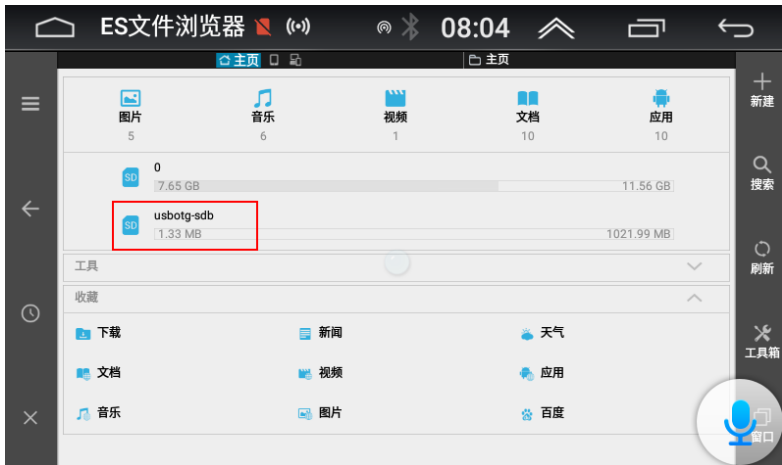 ES文件浏览器
08:04
主页
主页
图片
音乐
视频
文档
应用
5
6
1
10
10
SD
0
7.65 GB
11.56 GB
SD
usbotg-sdb
1.33 MB
1021.99 MB
工具
收藏
下载
新闻
天气
文档
视频
应用
音乐
图片
百度
新建
搜索
刷新
工具箱
窗口